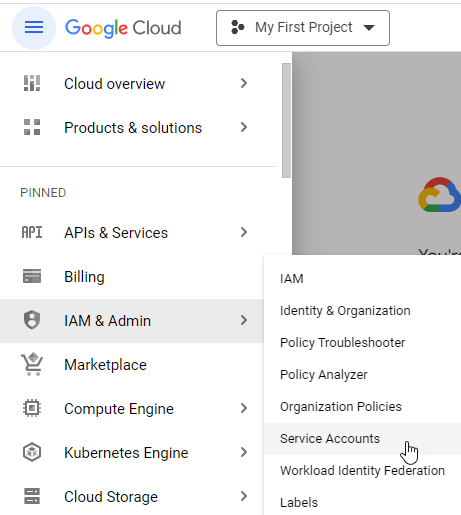 Google Cloud
My First Project
Cloud overview
Products & solutions
PINNED
API APIs & Services
Billing
IAM & Admin
Marketplace
Compute Engine
Kubernetes Engine
Cloud Storage
IAM
Identity & Organization
Policy Troubleshooter
Policy Analyzer
Organization Policies
Service Accounts
Workload Identity Federation
Labels